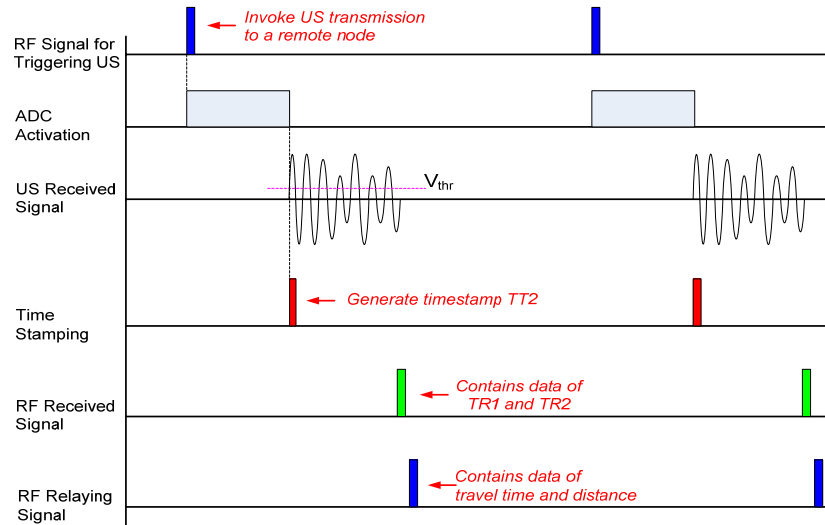 Invoke US transmission
to a remote node
RF Signal for
Triggering US
ADC
Activation
US Received
Signal
Vthr
Time
Stamping
Generate timestamp TT2
RF Received
Signal
Contains data of
TR1 and TR2
RF Relaying
Signal
Contains data of
travel time and distance